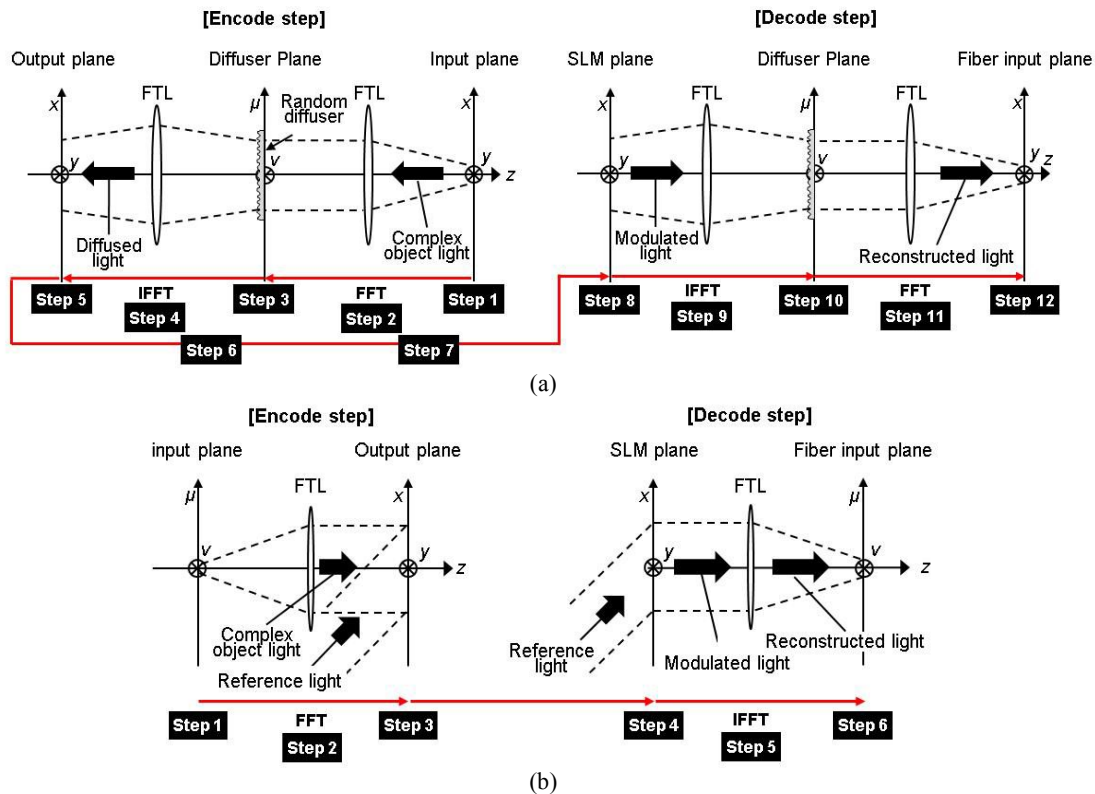 [Encode step]
[Decode step]
Output plane
Diffuser Plane
Input plane
SLM plane
Diffuser Plane
Fiber input plane
x
FTL
μ
Random
diffuser
FTL
x
y
v
y
z
Diffused
light
Complex
object light
x
FTL
μ
FTL
x
y
v
y
z
Modulated
light
Reconstructed light
Step 5
IFFT
Step 4
Step 3
FFT
Step 2
Step 1
Step 6
Step 7
Step 8
IFFT
Step 9
Step 10
FFT
Step 11
Step 12
(a)
[Encode step]
[Decode step]
input plane
Output plane
SLM plane
Fiber input plane
μ
FTL
x
v
y
z
Complex
object light
Reference light
x
FTL
μ
y
v
z
Reference
light
Modulated light
Reconstructed light
Step 1
FFT
Step 2
Step 3
Step 4
IFFT
Step 5
Step 6
(b)